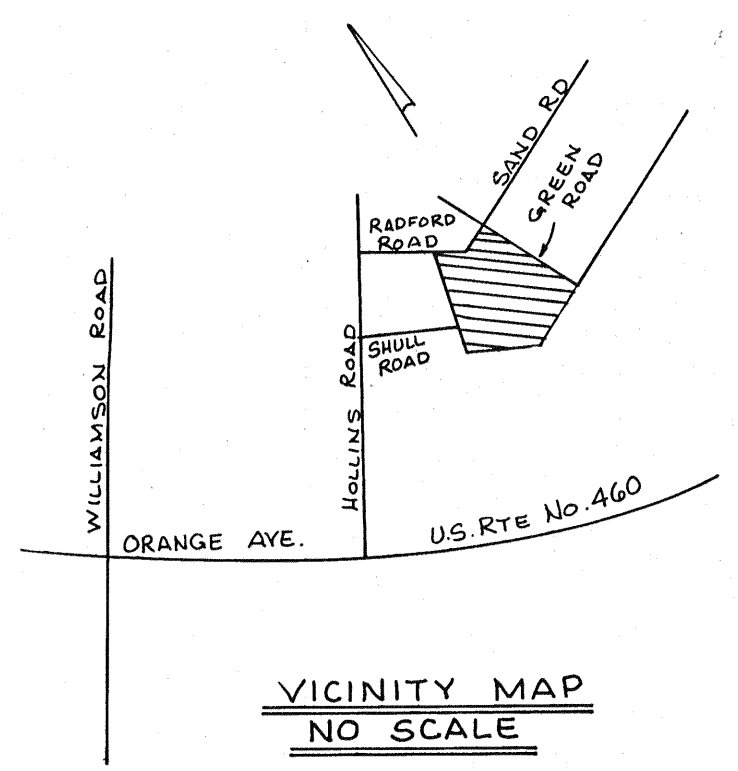 SAND RD
GREEN
ROAD
RADFORD
ROAD
SHULL
ROAD
WILLIAMSON ROAD
HOLLINS ROAD
ORANGE AVE.
U.S. RTE NO. 460
VICINITY MAP
NO SCALE